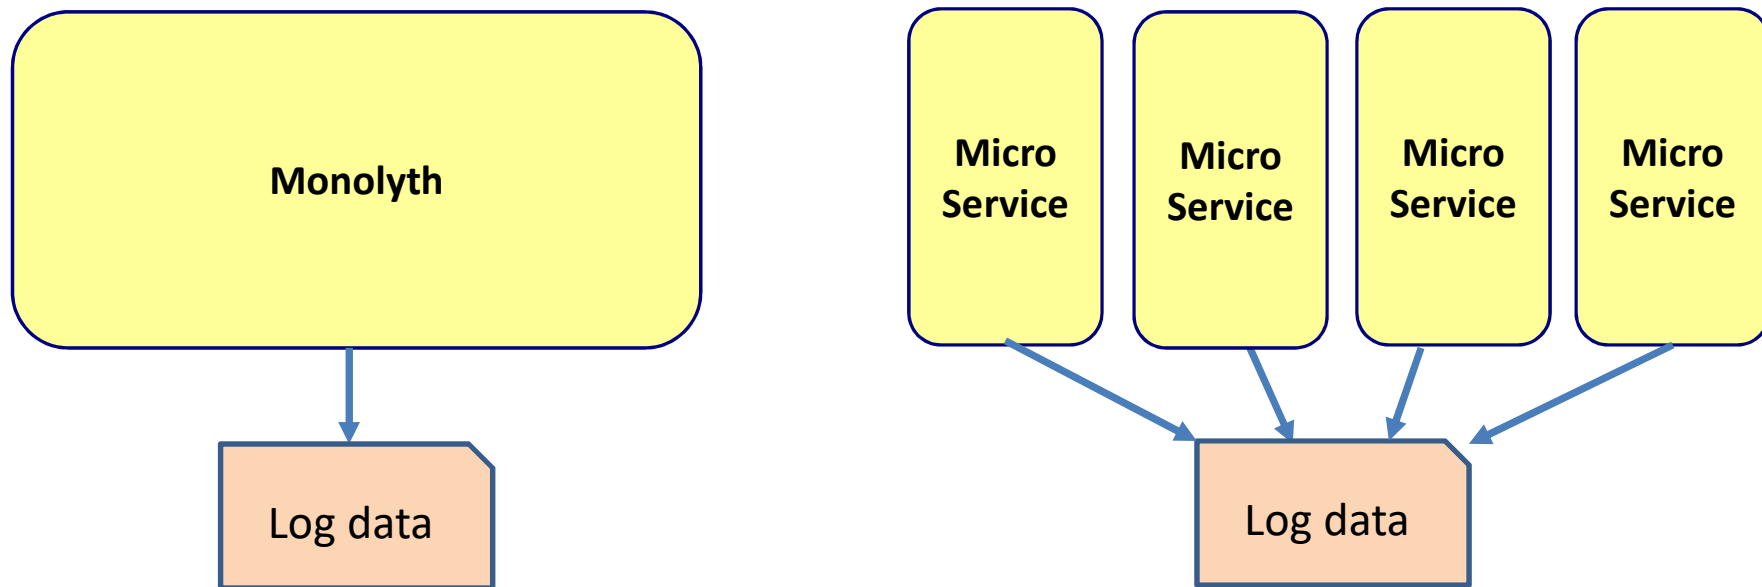 Monolyth
Log data
Micro
Service
Micro
Service
Micro
Service
Micro
Service
Log data